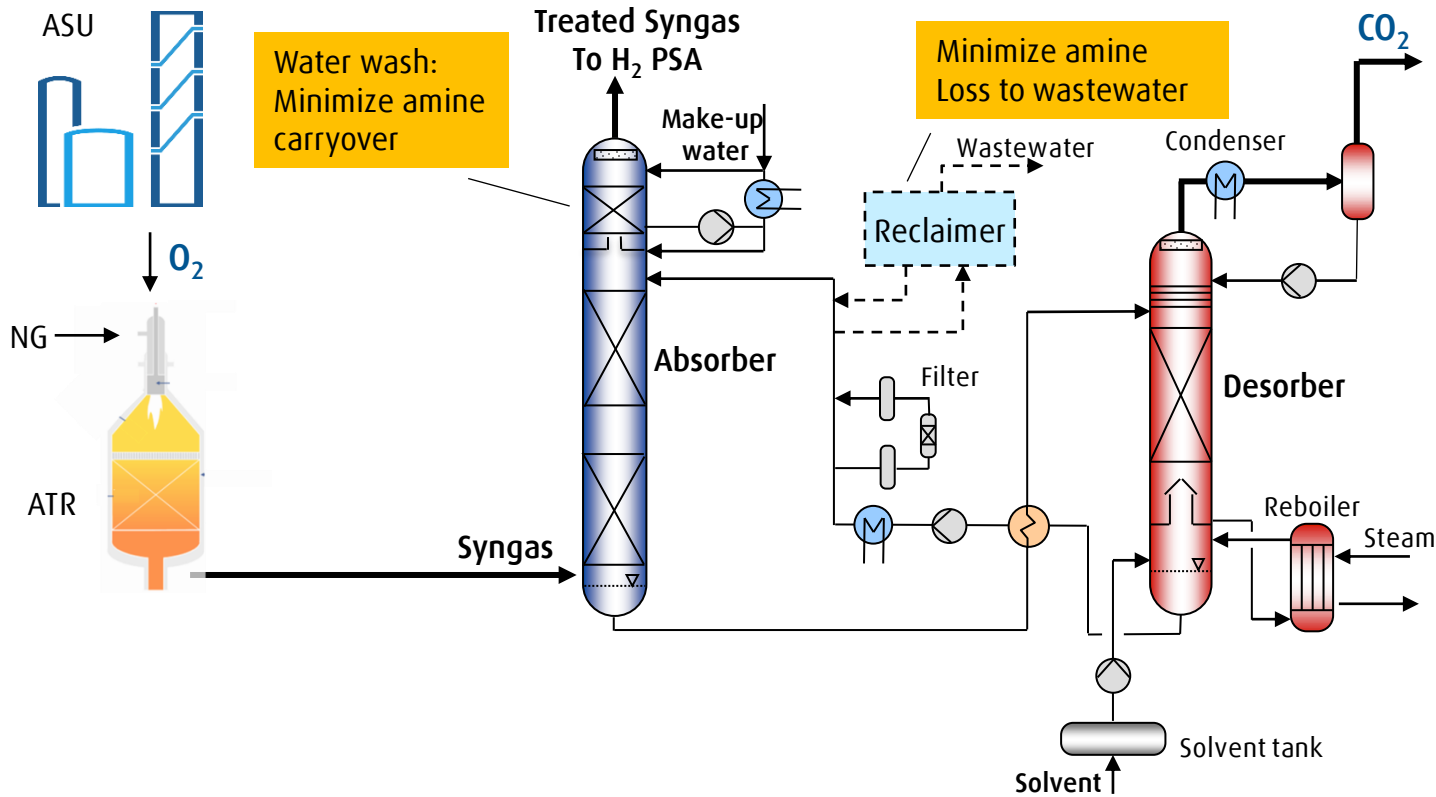 ASU
O2
NG
ATR
Water wash:
Minimize amine
carryover
Treated Syngas
To H2 PSA
Make-up
water
Minimize amine
Loss to wastewater
Wastewater
Reclaimer
Condenser
CO2
Absorber
Filter
Desorber
Reboiler
Steam
Syngas
Solvent tank
Solvent